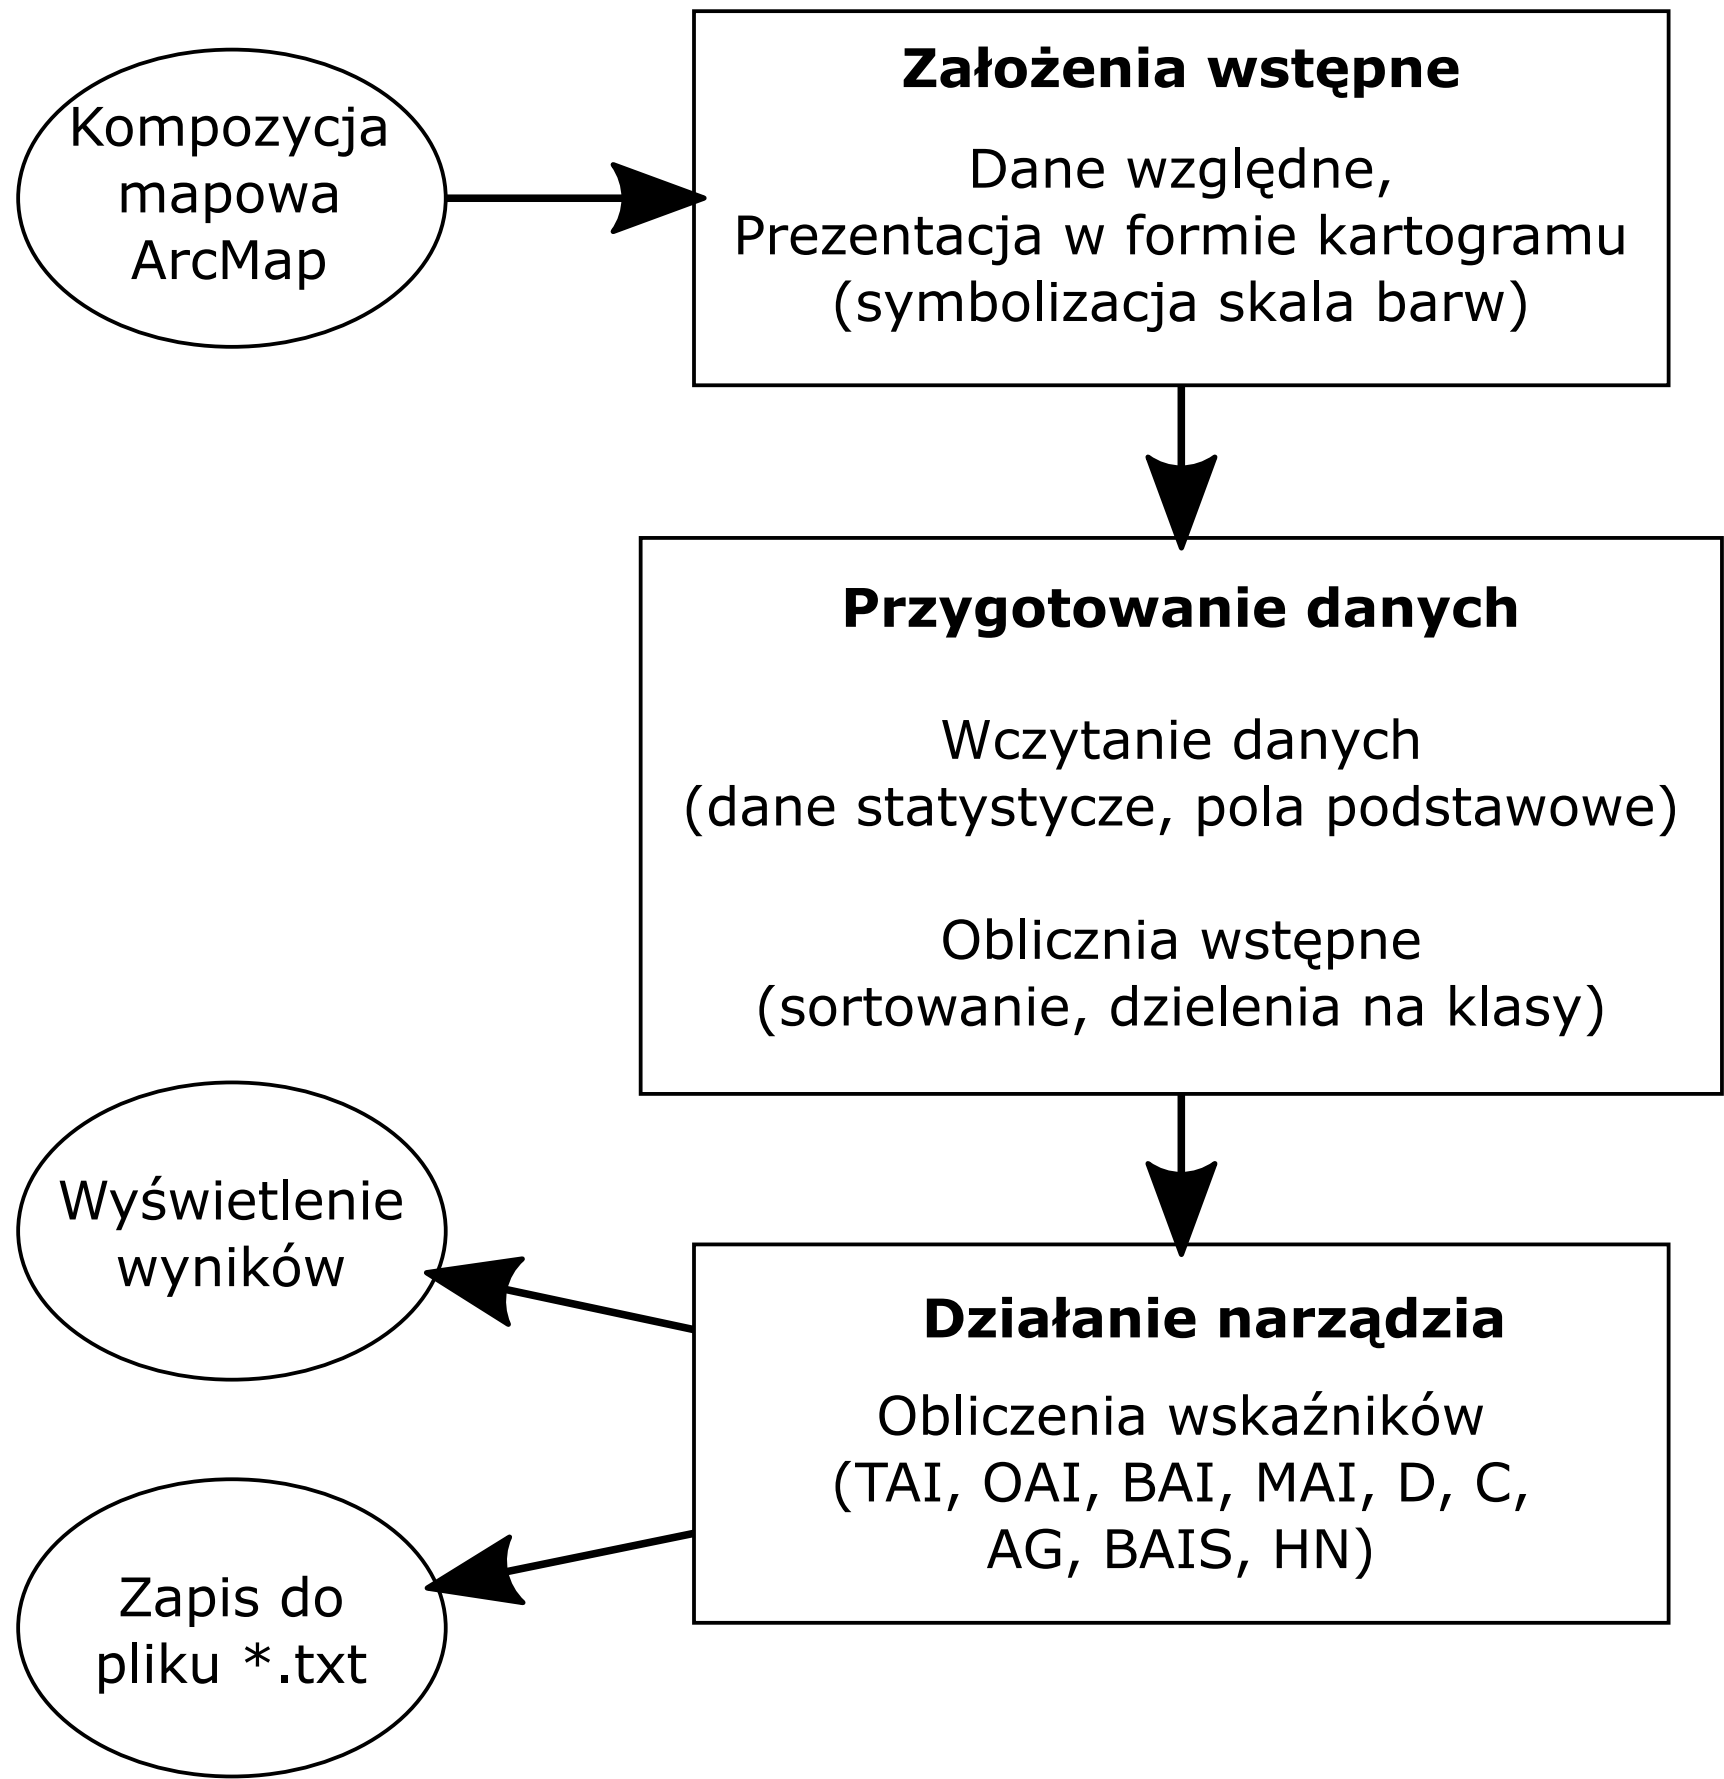 Kompozycja
mapowa
ArcMap
Założenia wstępne
Dane względne,
Prezentacja w formie kartogramu
(symbolizacja skala barw)
Przygotowanie danych
Wczytanie danych
(dane statystycze, pola podstawowe)
Oblicznia wstępne
(sortowanie, dzielenia na klasy)
Działanie narządzia
Obliczenia wskaźników
(TAI, OAI, BAI, MAI, D, C,
AG, BAIS, HN)
Wyświetlenie
wyników
Zapis do
pliku *.txt